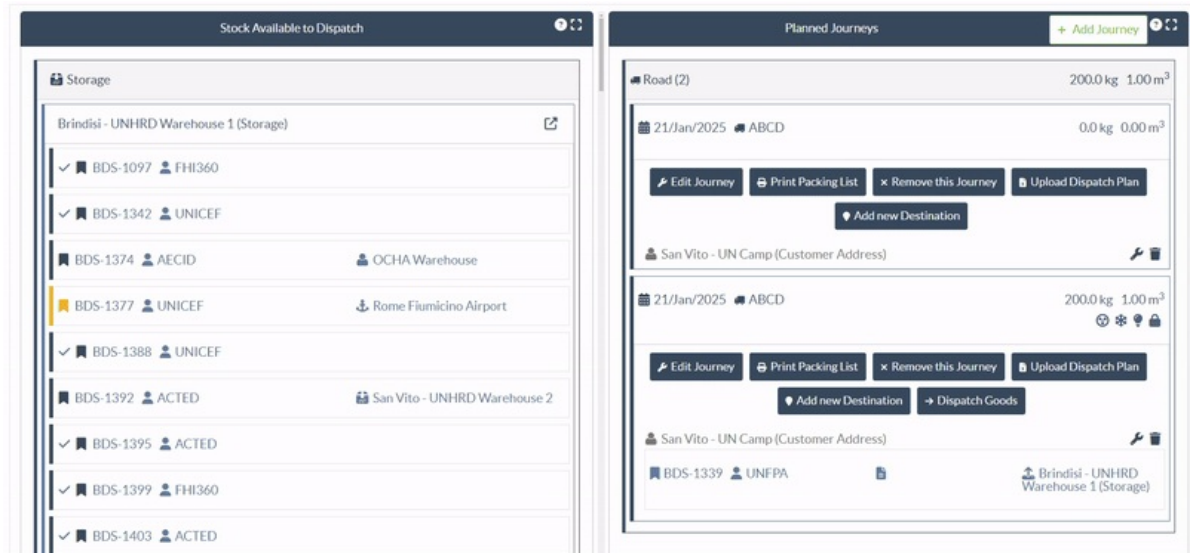 Stock Available to Dispatch
Storage
Brindisi - UNHRD Warehouse 1 (Storage)
BDS-1097 FHI360
BDS-1342 UNICEF
BDS-1374 AECID OCHA Warehouse
BDS-1377 UNICEF Rome Fiumicino Airport
BDS-1388 UNICEF
BDS-1392 ACTED San Vito - UNHRD Warehouse 2
BDS-1395 ACTED
BDS-1399 FHI360
BDS-1403 ACTED
Planned Journeys + Add Journey
Road (2) 200.0 kg 1.00 m³
21/Jan/2025 ABCD 0.0 kg 0.00 m³
Edit Journey Print Packing List × Remove this Journey Upload Dispatch Plan
Add new Destination
San Vito - UN Camp (Customer Address)
21/Jan/2025 ABCD 200.0 kg 1.00 m³
Edit Journey Print Packing List × Remove this Journey Upload Dispatch Plan
Add new Destination → Dispatch Goods
San Vito - UN Camp (Customer Address)
BDS-1339 UNFPA Brindisi - UNHRD
Warehouse 1 (Storage)